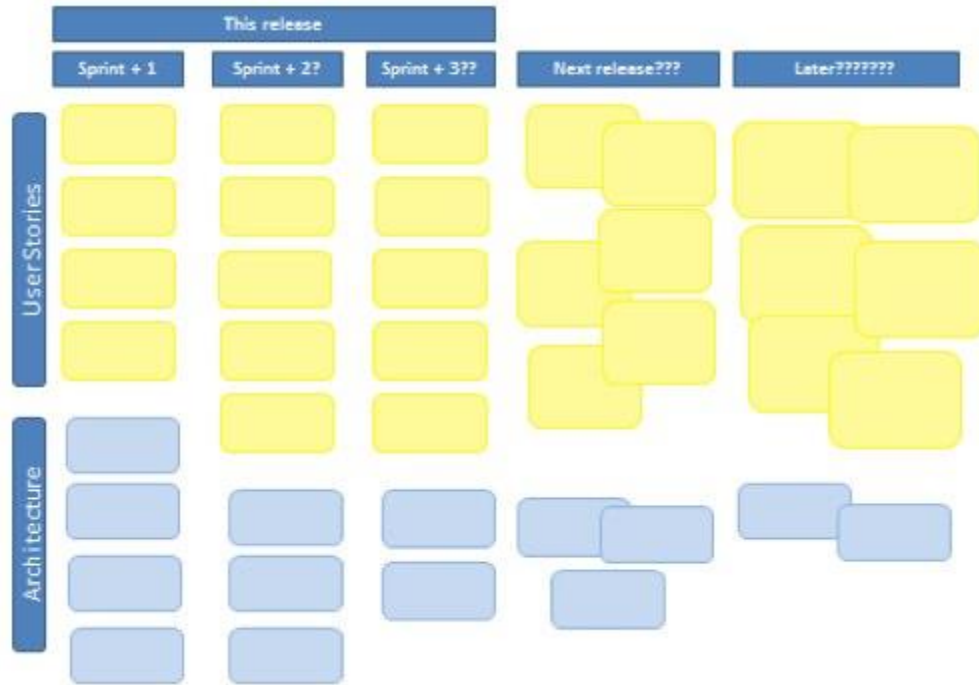 This release
Sprint + 1
Sprint + 2?
Sprint + 3??
Next release???
Later???????
User Stories
Architecture